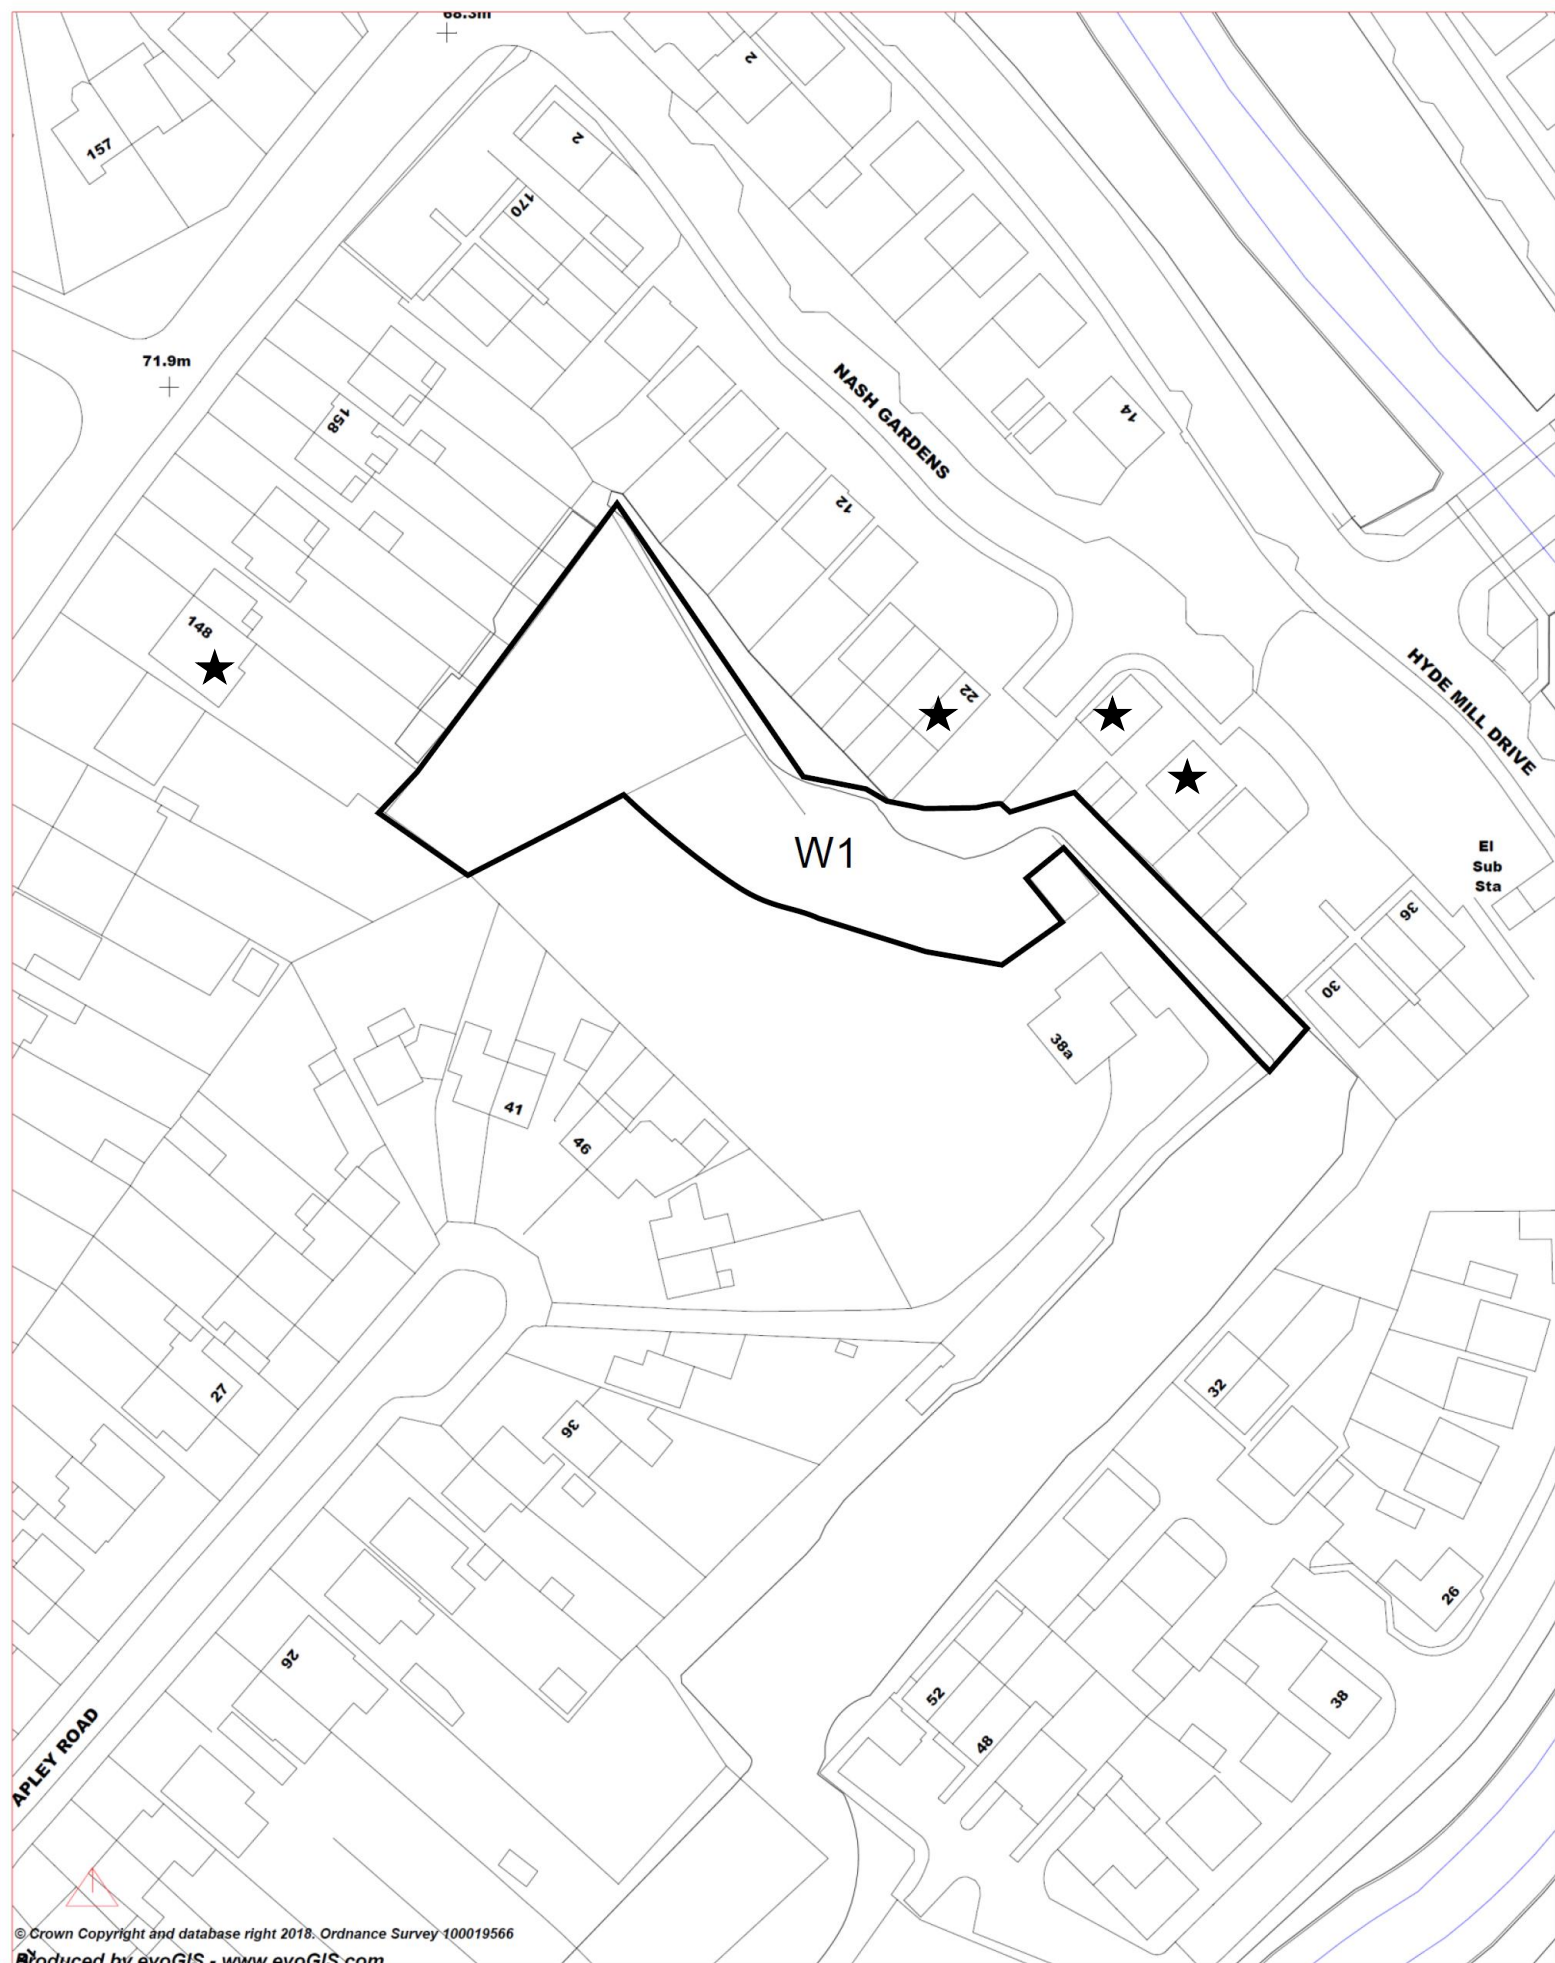 68.3m
2
157
2
170
71.9m
NASH GARDENS
14
158
12
148
22
HYDE MILL DRIVE
W1
El
Sub
Sta
36
30
38a
41
46
32
27
36
26
26
52
38
48
APLEY ROAD
© Crown Copyright and database right 2018. Ordnance Survey 100019566
Produced by evoGIS - www.evoGIS.com